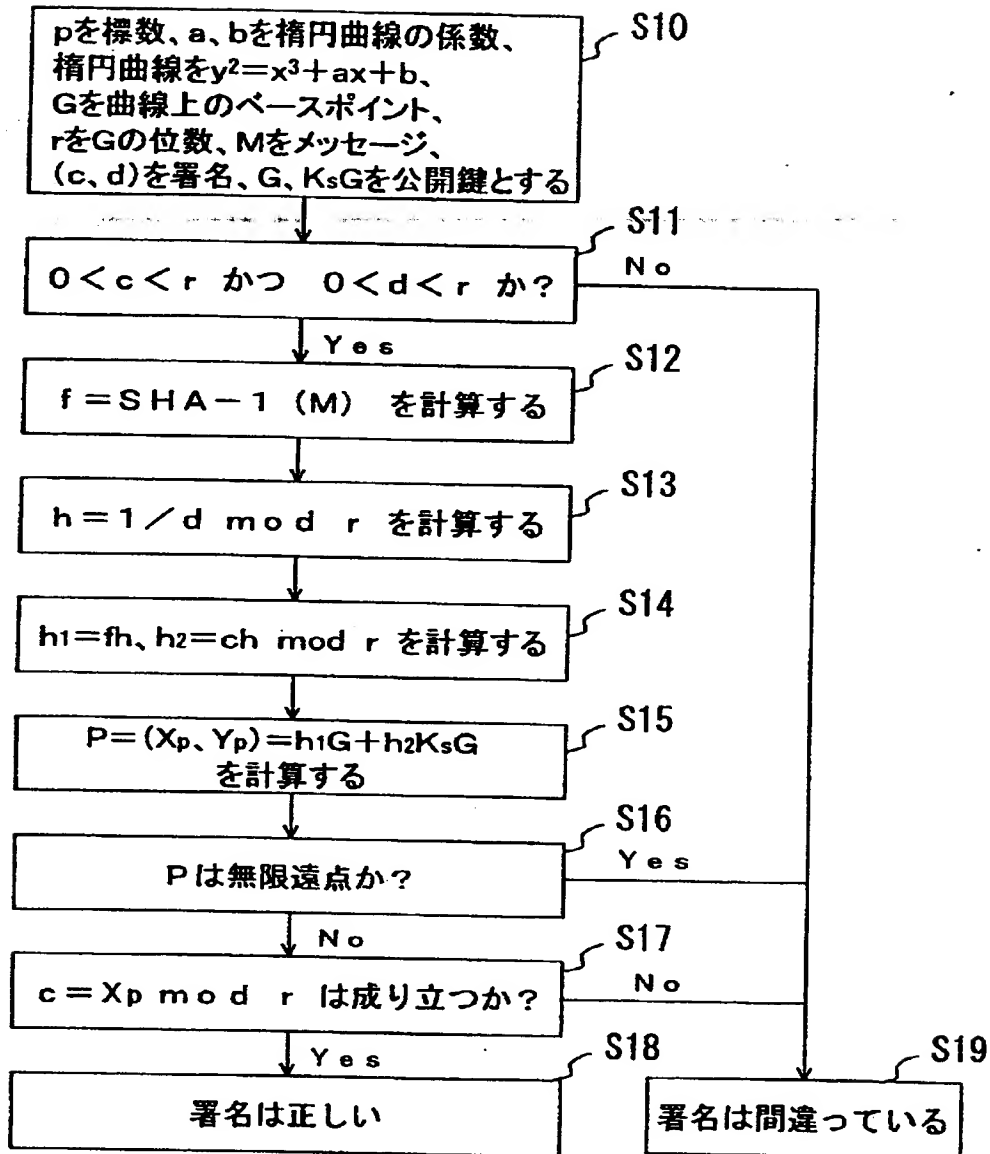 pを標数、a、bを楕円曲線の係数、
楕円曲線をy²=x³+ax+b、
Gを曲線上のベースポイント、
rをGの位数、Mをメッセージ、
(c、d)を署名、G、KsGを公開鍵とする
S10
0<c<r かつ 0<d<r か?
S11
No
Yes
f=SHA-1(M) を計算する
S12
h=1/d mod r を計算する
S13
h1=fh、h2=ch mod r を計算する
S14
P=(Xp、Yp)=h1G+h2KsG
を計算する
S15
Pは無限遠点か?
S16
Yes
No
c=Xp mod r は成り立つか?
S17
No
Yes
署名は正しい
S18
署名は間違っている
S19